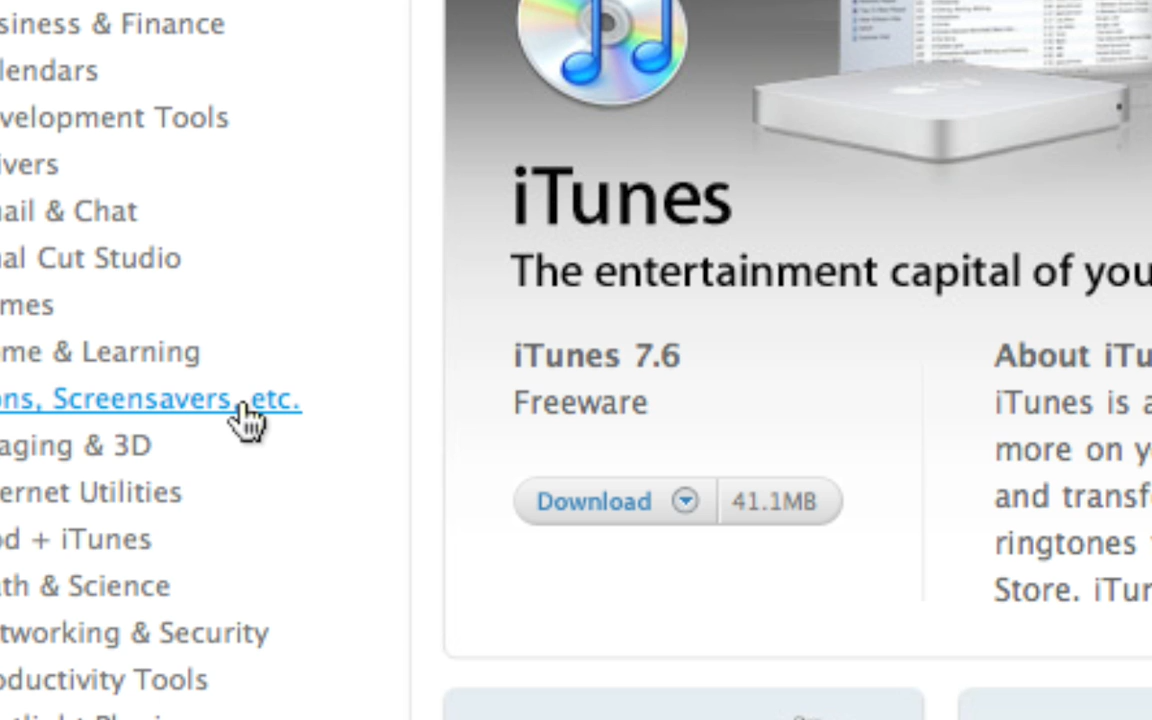 siness & Finance
lendars
velopment Tools
ivers
ail & Chat
al Cut Studio
mes
me & Learning
ons, Screensavers, etc.
aging & 3D
ernet Utilities
od + iTunes
th & Science
tworking & Security
oductivity Tools
iTunes
The entertainment capital of you
iTunes 7.6
Freeware
Download
41.1MB
About iTu
iTunes is a
more on y
and transf
ringtones
Store. iTun